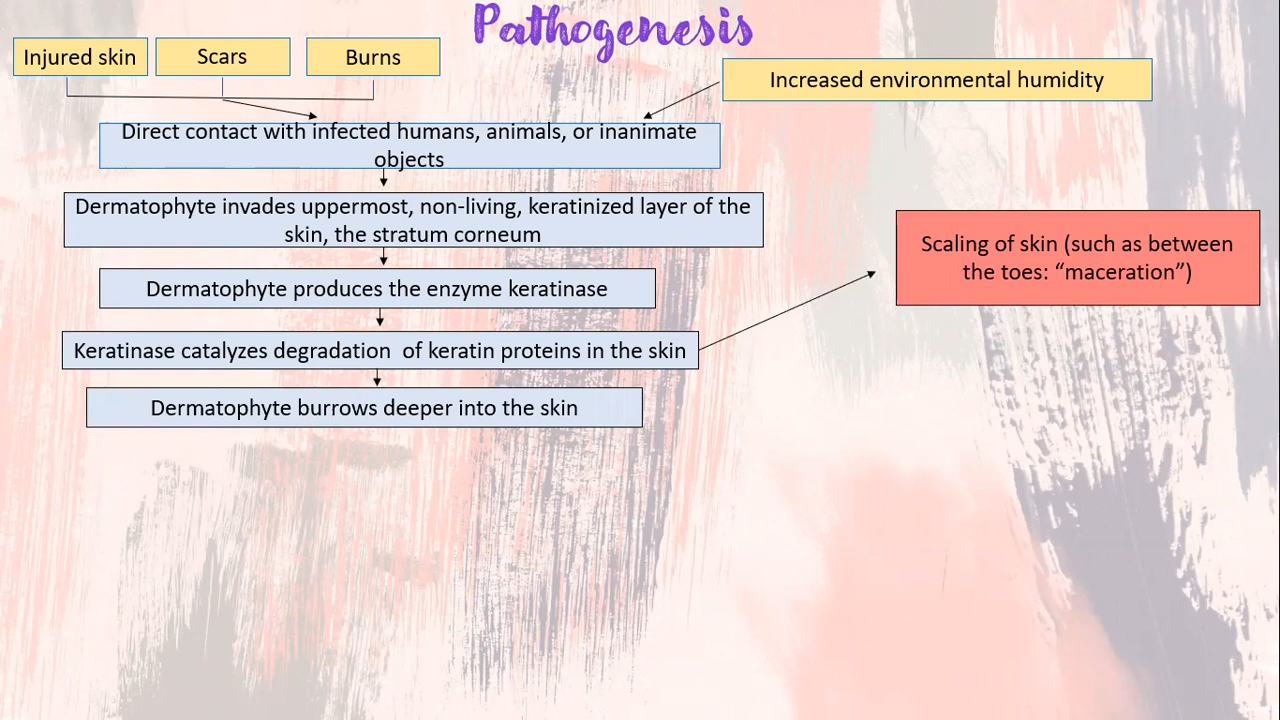 Pathogenesis
Injured skin
Scars
Burns
Increased environmental humidity
Direct contact with infected humans, animals, or inanimate
objects
Dermatophyte invades uppermost, non-living, keratinized layer of the
skin, the stratum corneum
Scaling of skin (such as between
the toes: “maceration”)
Dermatophyte produces the enzyme keratinase
Keratinase catalyzes degradation  of keratin proteins in the skin
Dermatophyte burrows deeper into the skin